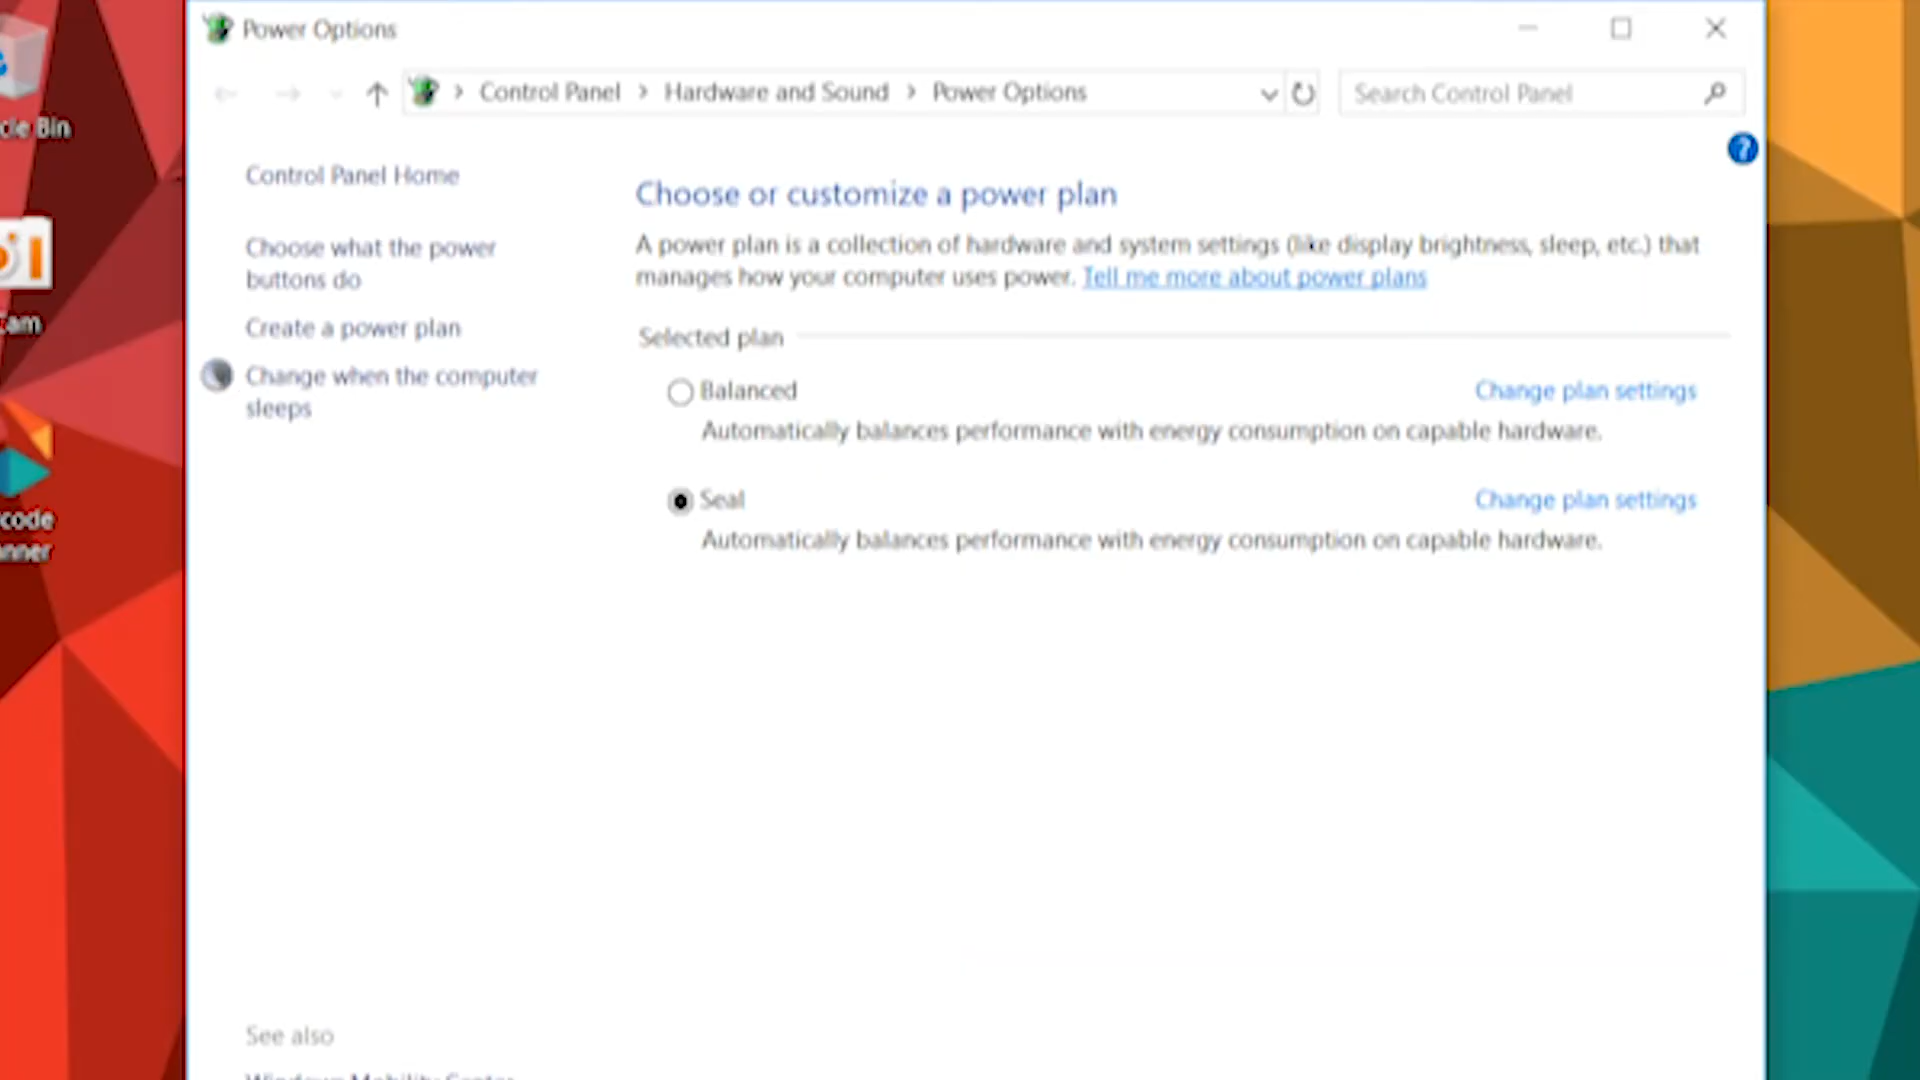 Power Options
Control Panel > Hardware and Sound > Power Options
Search Control Panel
cle Bin
am
code
nner
Control Panel Home
Choose what the power
buttons do
Create a power plan
Change when the computer
sleeps
?
Choose or customize a power plan
A power plan is a collection of hardware and system settings (like display brightness, sleep, etc.) that
manages how your computer uses power. Tell me more about power plans
Selected plan
Balanced
Change plan settings
Automatically balances performance with energy consumption on capable hardware.
Seal
Change plan settings
Automatically balances performance with energy consumption on capable hardware.
See also
Windows Mobility Center